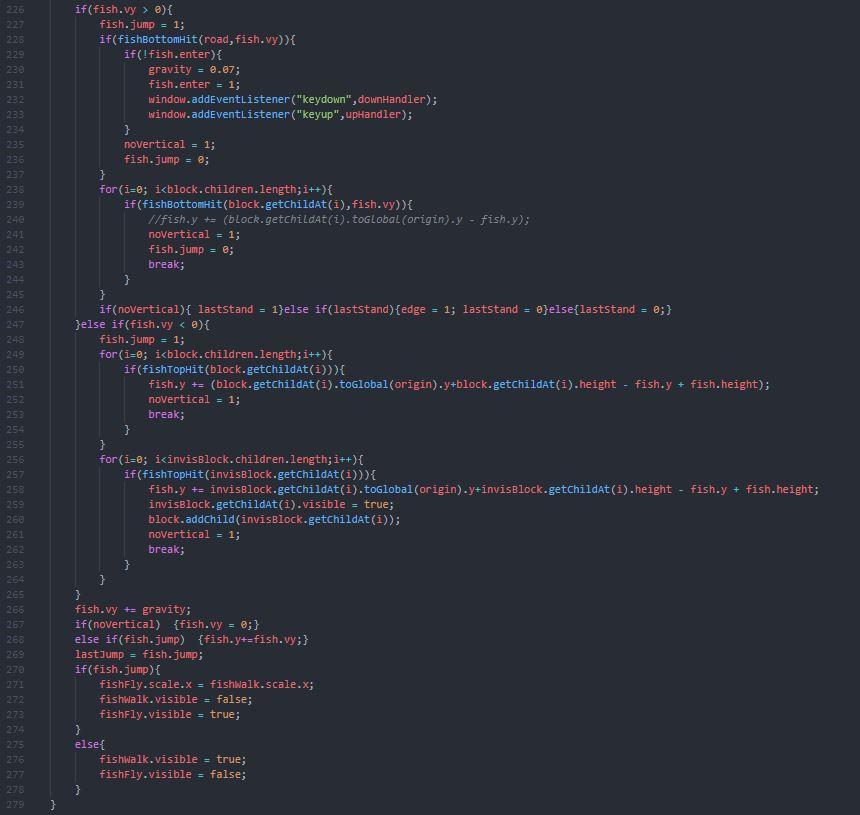 226 if(fish.vy > 0){
227 fish.jump = 1;
228 if(fishBottomHit(road,fish.vy)){
229 if(!fish.enter){
230 gravity = 0.07;
231 fish.enter = 1;
232 window.addEventListener("keydown",downHandler);
233 window.addEventListener("keyup",upHandler);
234 }
235 noVertical = 1;
236 fish.jump = 0;
237 }
238 for(i=0; i<block.children.length;i++){
239 if(fishBottomHit(block.getChildAt(i),fish.vy)){
240 //fish.y += (block.getChildAt(i).toGlobal(origin).y - fish.y);
241 noVertical = 1;
242 fish.jump = 0;
243 break;
244 }
245 }
246 if(noVertical){ lastStand = 1}else if(lastStand){edge = 1; lastStand = 0}else{lastStand = 0;}
247 }else if(fish.vy < 0){
248 fish.jump = 1;
249 for(i=0; i<block.children.length;i++){
250 if(fishTopHit(block.getChildAt(i))){
251 fish.y += (block.getChildAt(i).toGlobal(origin).y+block.getChildAt(i).height - fish.y + fish.height);
252 noVertical = 1;
253 break;
254 }
255 }
256 for(i=0; i<invisBlock.children.length;i++){
257 if(fishTopHit(invisBlock.getChildAt(i))){
258 fish.y += invisBlock.getChildAt(i).toGlobal(origin).y+invisBlock.getChildAt(i).height - fish.y + fish.height;
259 invisBlock.getChildAt(i).visible = true;
260 block.addChild(invisBlock.getChildAt(i));
261 noVertical = 1;
262 break;
263 }
264 }
265 }
266 fish.vy += gravity;
267 if(noVertical) {fish.vy = 0;}
268 else if(fish.jump) {fish.y+=fish.vy;}
269 lastJump = fish.jump;
270 if(fish.jump){
271 fishFly.scale.x = fishWalk.scale.x;
272 fishWalk.visible = false;
273 fishFly.visible = true;
274 }
275 else{
276 fishWalk.visible = true;
277 fishFly.visible = false;
278 }
279 }